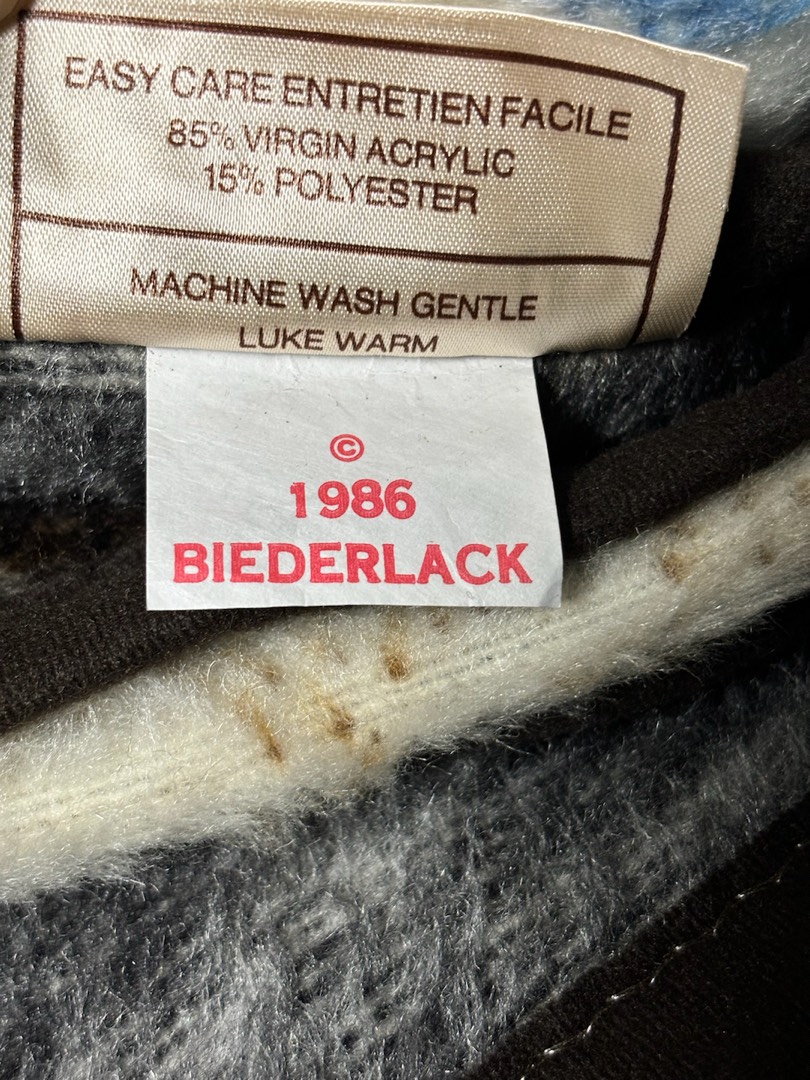 EASY CARE ENTRETIEN FACILE
85% VIRGIN ACRYLIC
15% POLYESTER
MACHINE WASH GENTLE
LUKE WARM
©
1986
BIEDERLACK